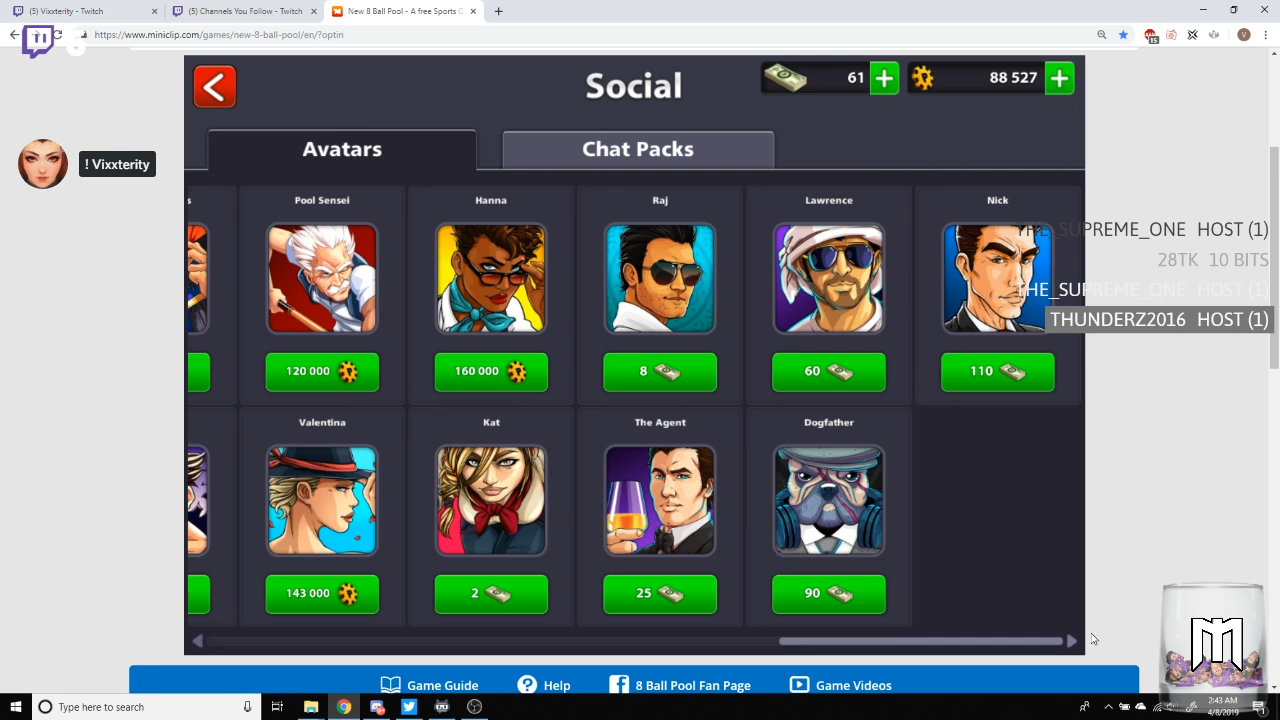 (5) Vixxterity - Twitch
(5) Channels You Follow - Twitch
New 8 Ball Pool - A free Sports G
https://www.miniclip.com/games/new-8-ball-pool/en/?optin
15
V
Social
61
88 527
Avatars
Chat Packs
! Vixxterity
s
Pool Sensei
Hanna
Raj
Lawrence
Nick
THE_SUPREME_ONE HOST (1)
28TK 10 BITS
THE_SUPREME_ONE HOST (1)
THUNDERZ2016 HOST (1)
120 000
160 000
8
60
110
Valentina
Kat
The Agent
Dogfather
143 000
2
25
90
Game Guide
Help
8 Ball Pool Fan Page
Game Videos
Type here to search
2:43 AM
4/8/2019